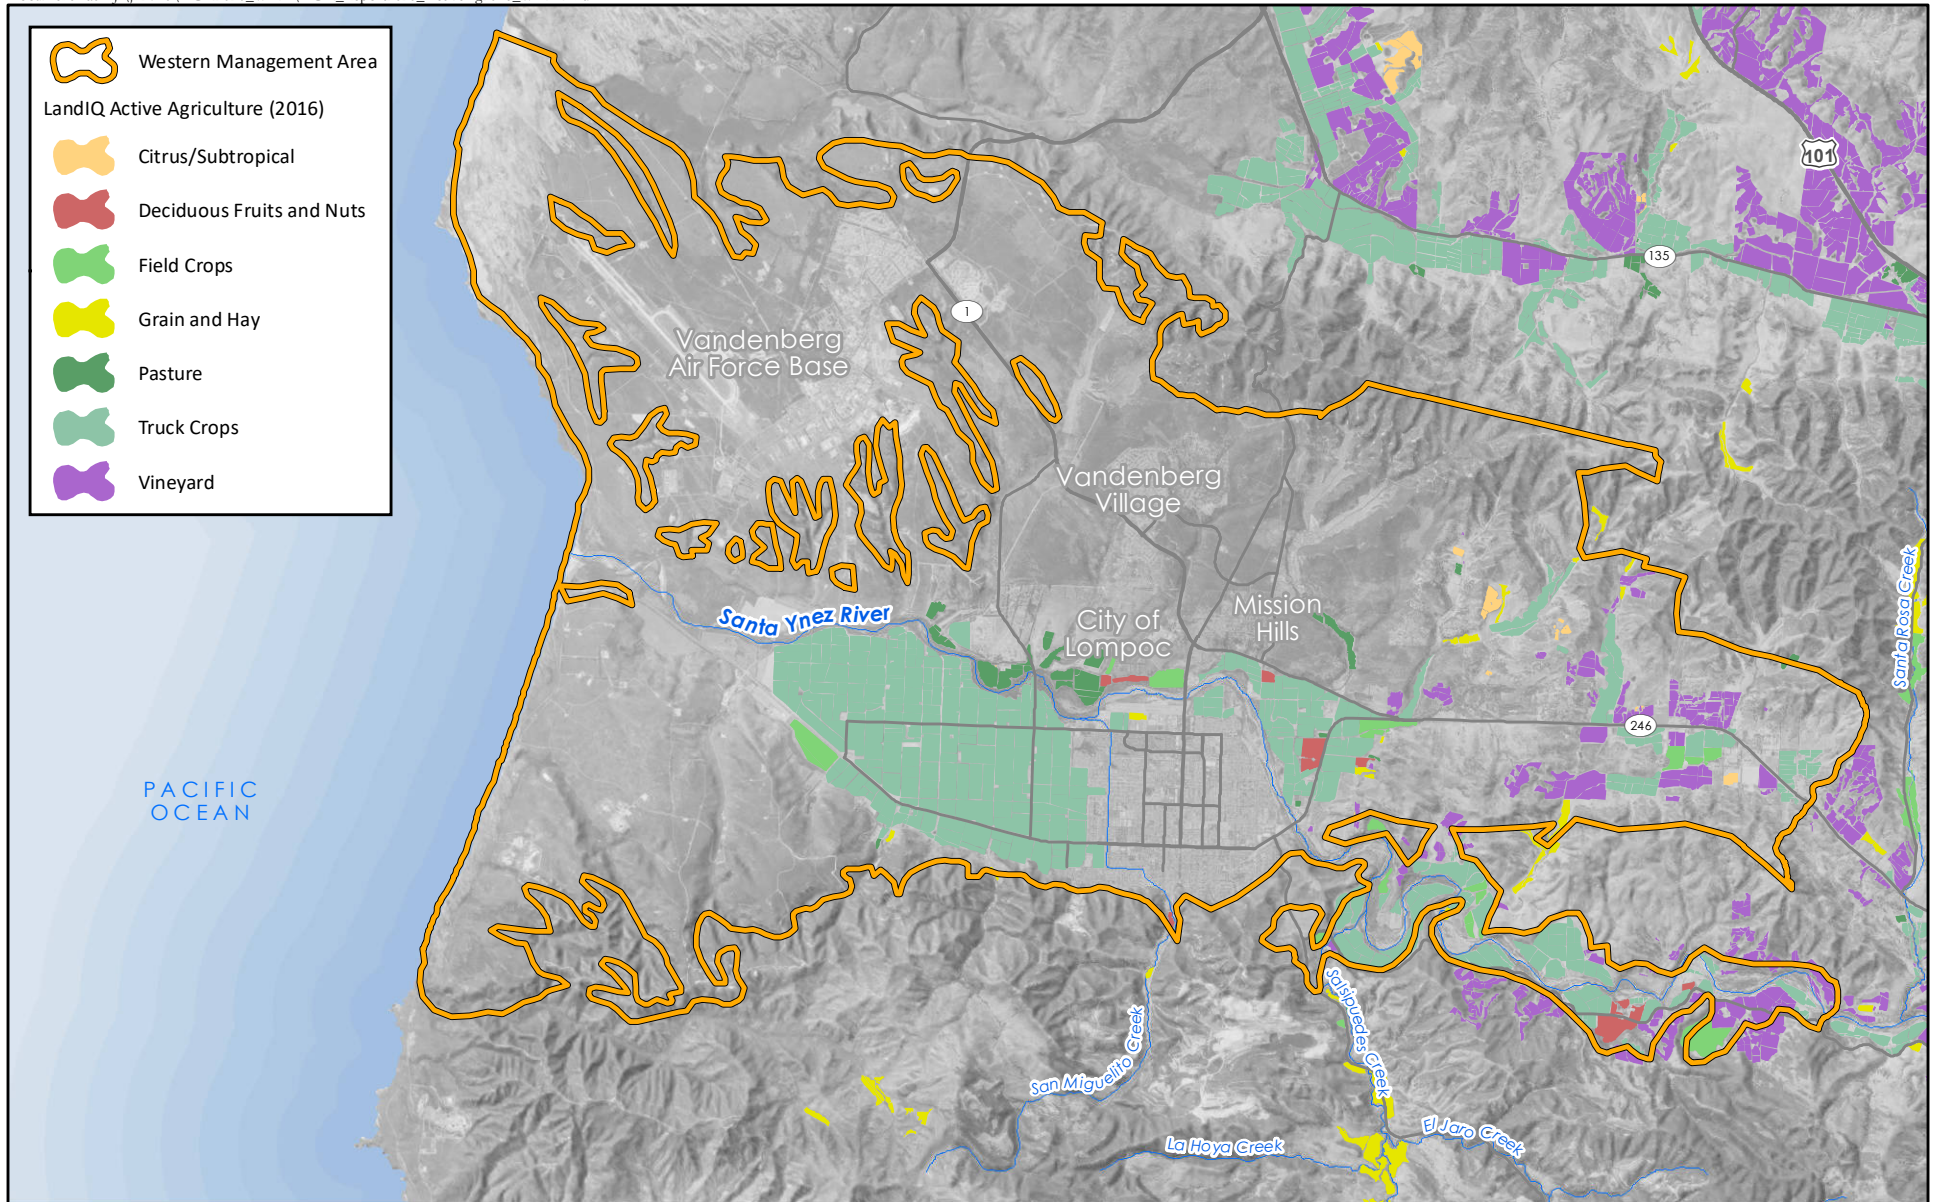 Western Management Area
LandIQ Active Agriculture (2016)
Citrus/Subtropical
Deciduous Fruits and Nuts
Field Crops
Grain and Hay
Pasture
Truck Crops
Vineyard
101
135
1
Vandenberg
Air Force Base
Vandenberg
Village
Santa Ynez River
City of
Lompoc
Mission
Hills
Santa Rosa Creek
246
PACIFIC
OCEAN
Salsipuedes Creek
San Miguelito Creek
La Hoya Creek
El Jaro Creek